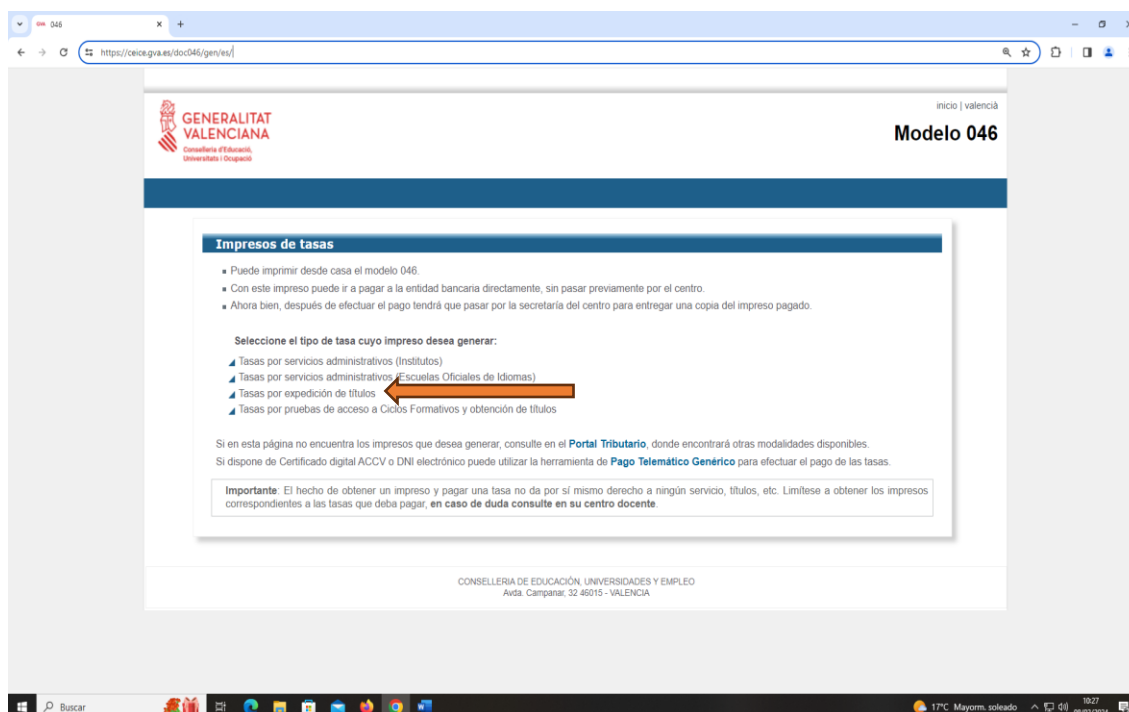 GVA 046
https://ceice.gva.es/doc046/gen/es/
inicio | valencià
GENERALITAT
VALENCIANA
Conselleria d'Educació,
Universitats i Ocupació
Modelo 046
Impresos de tasas
Puede imprimir desde casa el modelo 046.
Con este impreso puede ir a pagar a la entidad bancaria directamente, sin pasar previamente por el centro.
Ahora bien, después de efectuar el pago tendrá que pasar por la secretaría del centro para entregar una copia del impreso pagado.
Seleccione el tipo de tasa cuyo impreso desea generar:
Tasas por servicios administrativos (Institutos)
Tasas por servicios administrativos (Escuelas Oficiales de Idiomas)
Tasas por expedición de títulos
Tasas por pruebas de acceso a Ciclos Formativos y obtención de títulos
Si en esta página no encuentra los impresos que desea generar, consulte en el Portal Tributario, donde encontrará otras modalidades disponibles.
Si dispone de Certificado digital ACCV o DNI electrónico puede utilizar la herramienta de Pago Telemático Genérico para efectuar el pago de las tasas.
Importante: El hecho de obtener un impreso y pagar una tasa no da por sí mismo derecho a ningún servicio, títulos, etc. Limítese a obtener los impresos
correspondientes a las tasas que deba pagar, en caso de duda consulte en su centro docente.
CONSELLERIA DE EDUCACIÓN, UNIVERSIDADES Y EMPLEO
Avda. Campanar, 32 46015 - VALENCIA
Buscar
17°C Mayorm. soleado
10:27